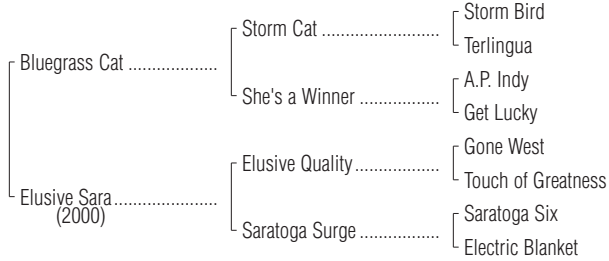 Bluegrass Cat ....................
Elusive Sara .......................
(2000)
Storm Cat ..........................
She's a Winner ..................
Elusive Quality ..................
Saratoga Surge .................
Storm Bird
Terlingua
A.P. Indy
Get Lucky
Gone West
Touch of Greatness
Saratoga Six
Electric Blanket